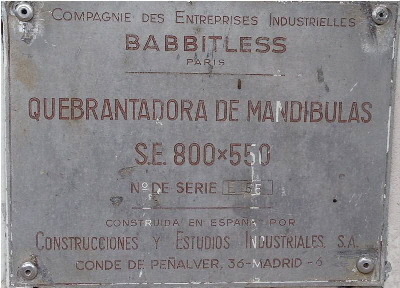 COMPAGNIE DES ENTREPRISES INDUSTRIELLES
BABBITLESS
PARIS
QUEBRANTADORA DE MANDIBULAS
S.E. 800×550
Nº DE SERIE
CONSTRUIDA EN ESPAÑA POR
CONSTRUCCIONES Y ESTUDIOS INDUSTRIALES, S.A.
CONDE DE PEÑALVER, 36-MADRID-6